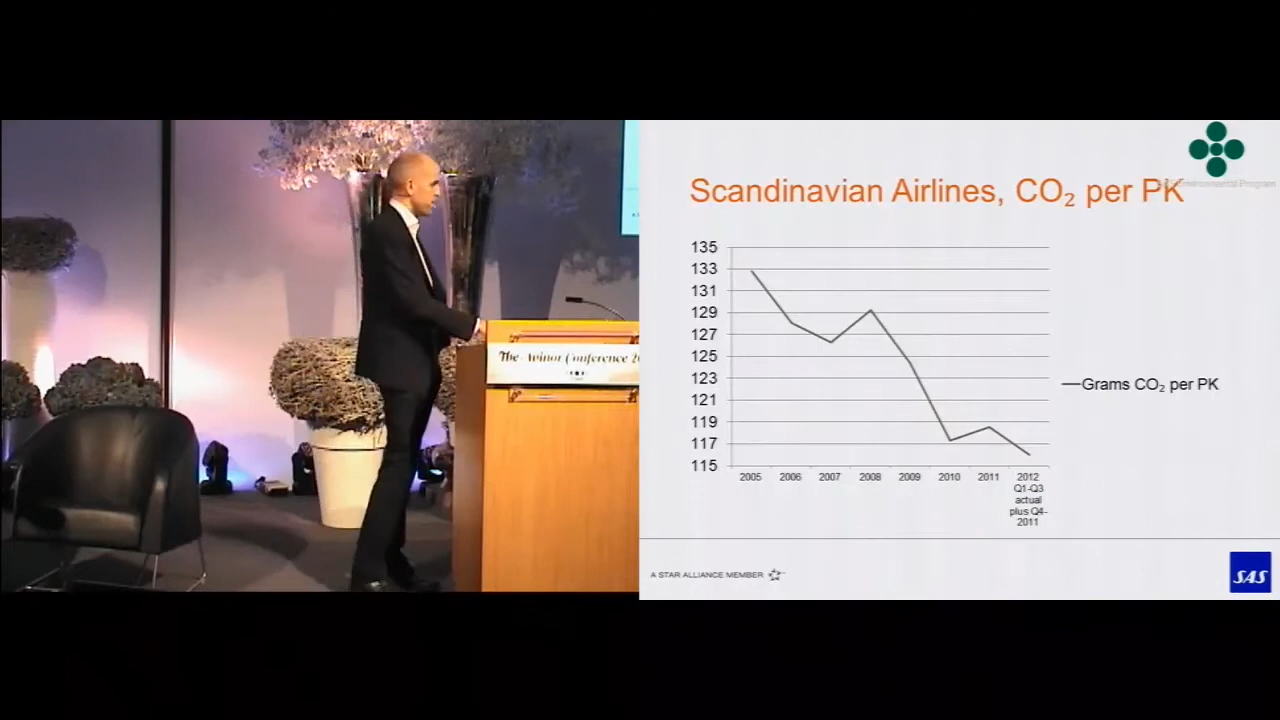 The Avinor Conference
Environmental Program
Scandinavian Airlines, CO₂ per PK
135
133
131
129
127
125
123
121
119
117
115
2005 2006 2007 2008 2009 2010 2011 2012
Q1-Q3
actual
plus Q4-
2011
Grams CO₂ per PK
A STAR ALLIANCE MEMBER
SAS